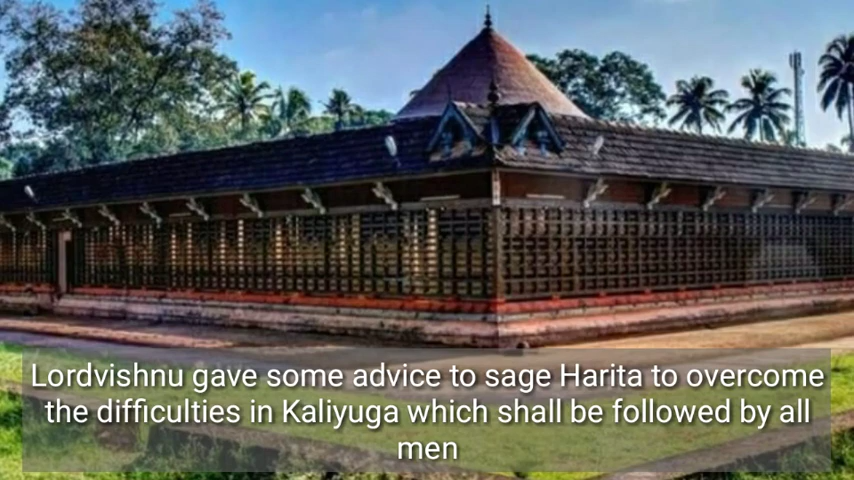 Lordvishnu gave some advice to sage Harita to overcome
the difficulties in Kaliyuga which shall be followed by all
men